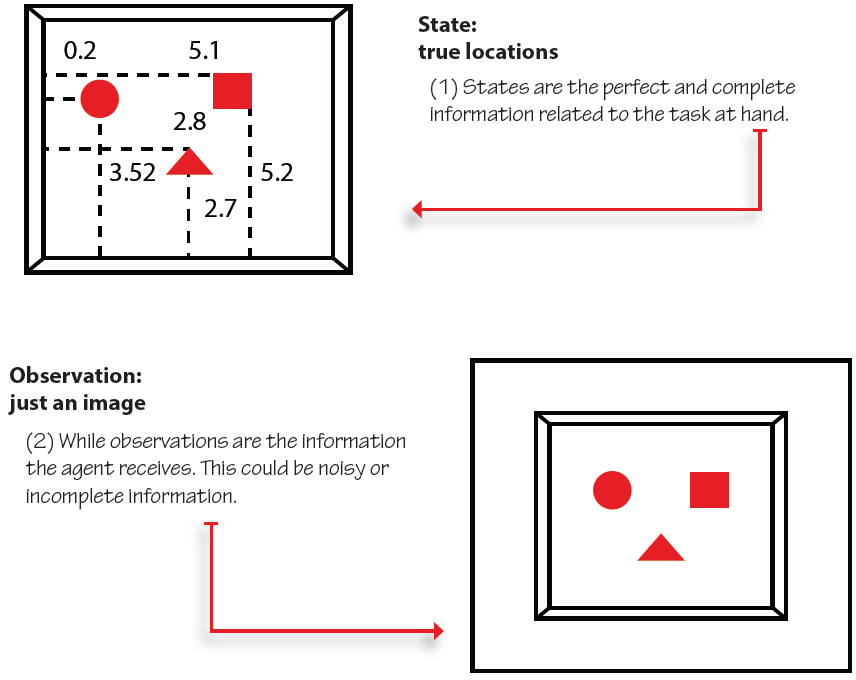 0.2
5.1
2.8
3.52
5.2
2.7
State:
true locations
(1) States are the perfect and complete
information related to the task at hand.
Observation:
just an image
(2) While observations are the information
the agent receives. This could be noisy or
incomplete information.